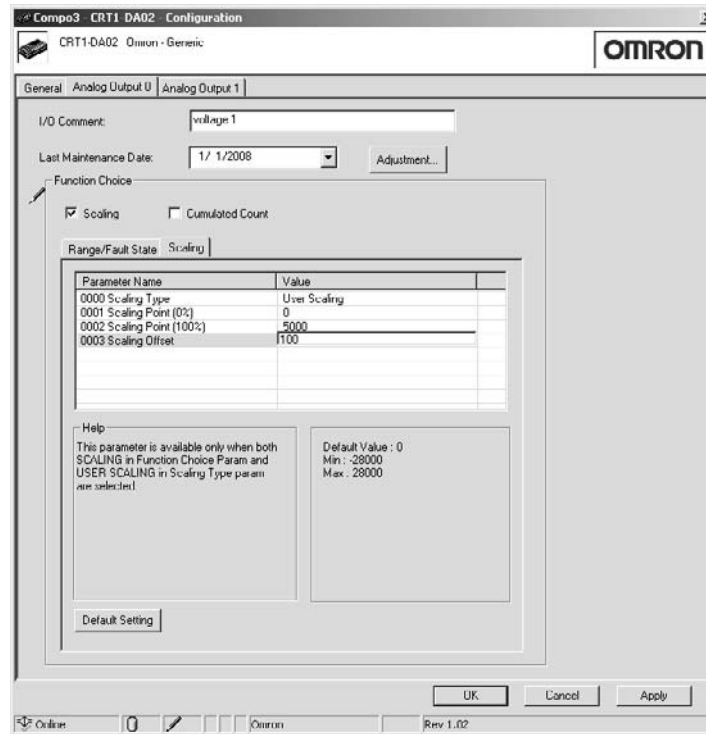 Compo3 - CRT1-DA02 - Configuration
CRT1-DA02 Omron - Generic
OMRON
General Analog Output 0 Analog Output 1
I/O Comment: voltage 1
Last Maintenance Date: 1/ 1/2008 Adjustment...
Function Choice
Scaling Cumulated Count
Range/Fault State Scaling
Parameter Name Value
0000 Scaling Type User Scaling
0001 Scaling Point (0%) 0
0002 Scaling Point (100%) 5000
0003 Scaling Offset 100
Help
This parameter is available only when both
SCALING in Function Choice Param and
USER SCALING in Scaling Type param
are selected.
Default Value : 0
Min : -28000
Max : 28000
Default Setting
OK Cancel Apply
Online Omron Rev 1.02